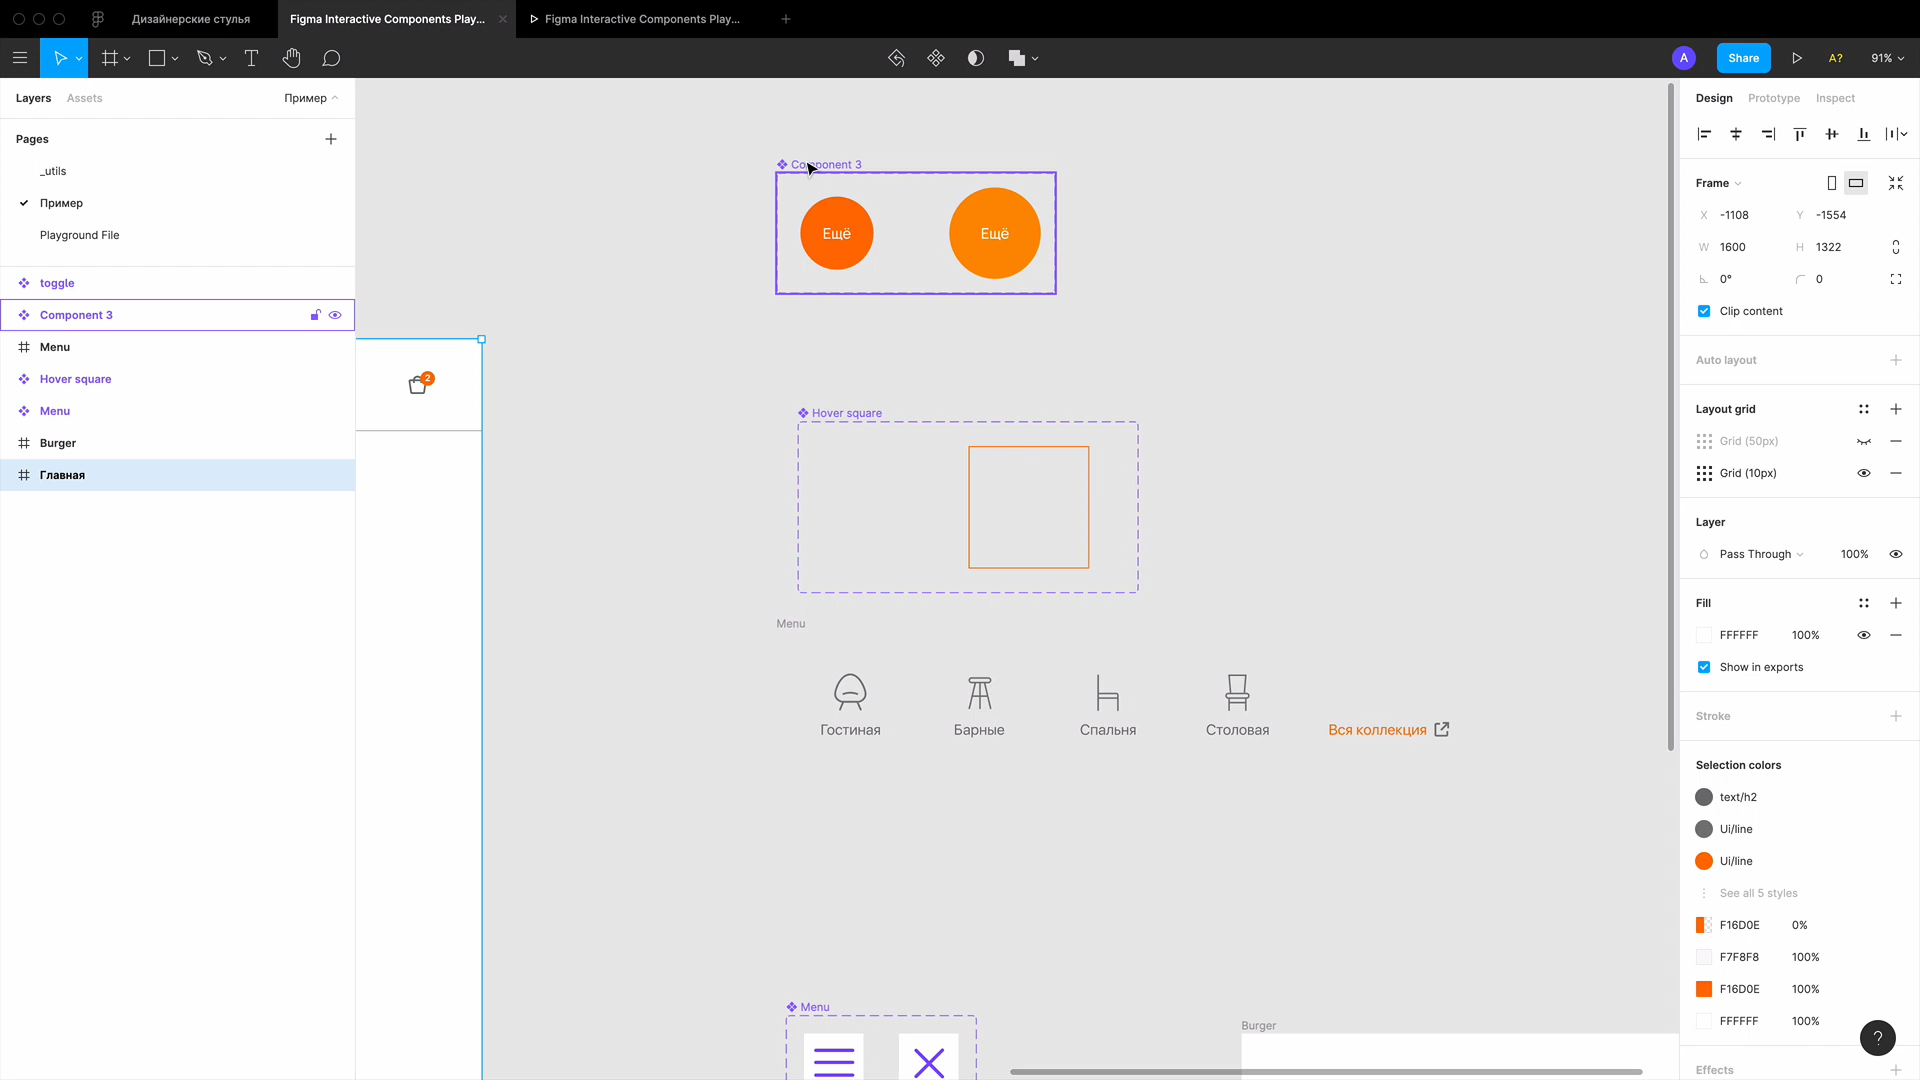 Дизайнерские стулья
Figma Interactive Components Play...
Figma Interactive Components Play...
A
Share
A?
91%
Layers
Assets
Пример
Pages
_utils
Пример
Playground File
toggle
Component 3
Menu
Hover square
Menu
Burger
Главная
Component 3
Ещё
Ещё
2
Hover square
Menu
Гостиная
Барные
Спальня
Столовая
Вся коллекция
Menu
Burger
Design
Prototype
Inspect
Frame
X -1108
Y -1554
W 1600
H 1322
0°
0
Clip content
Auto layout
Layout grid
Grid (50px)
Grid (10px)
Layer
Pass Through
100%
Fill
FFFFFF 100%
Show in exports
Stroke
Selection colors
text/h2
Ui/line
Ui/line
See all 5 styles
F16D0E 0%
F7F8F8 100%
F16D0E 100%
FFFFFF 100%
Effects
?